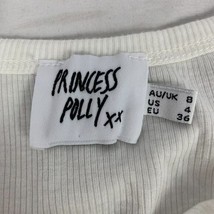 PRINCESS
POLLY xx
AU/UK 8
US 4
EU 36